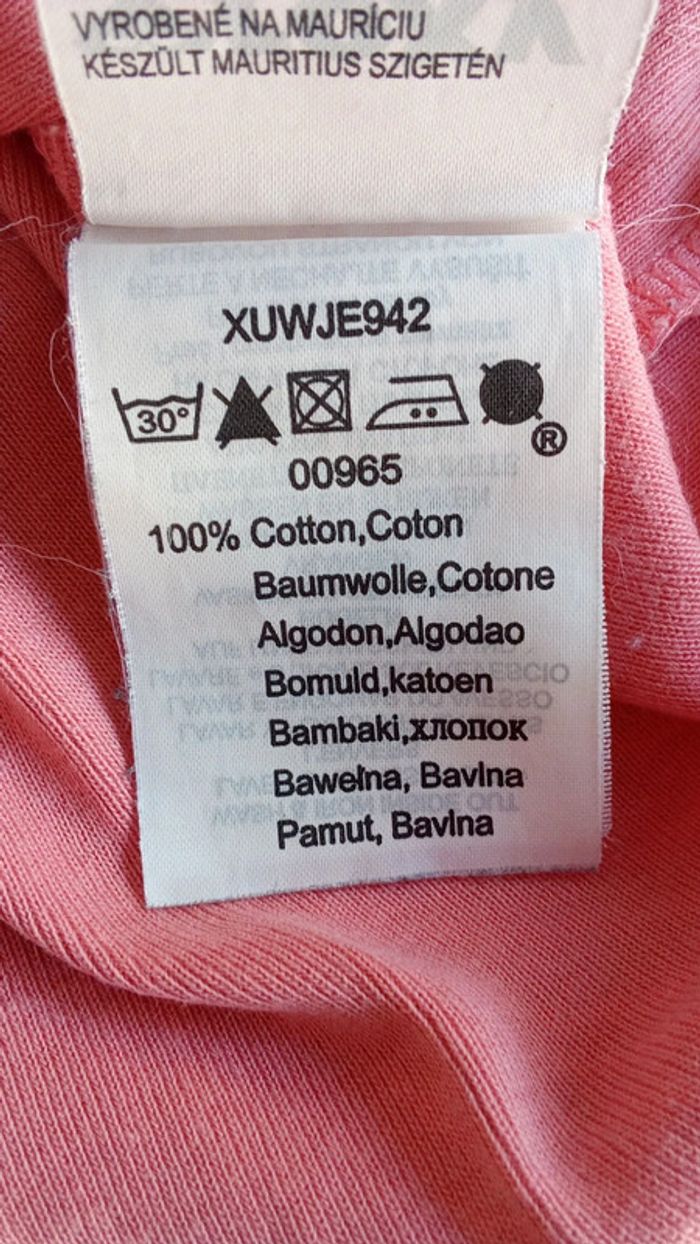 VYROBENÉ NA MAURÍCIU
KÉSZÜLT MAURITIUS SZIGETÉN
XUWJE942
30°
®
00965
100% Cotton,Coton
Baumwolle,Cotone
Algodon,Algodao
Bomuld,katoen
Bambaki,хлопок
Bawełna, Bavlna
Pamut, Bavlna